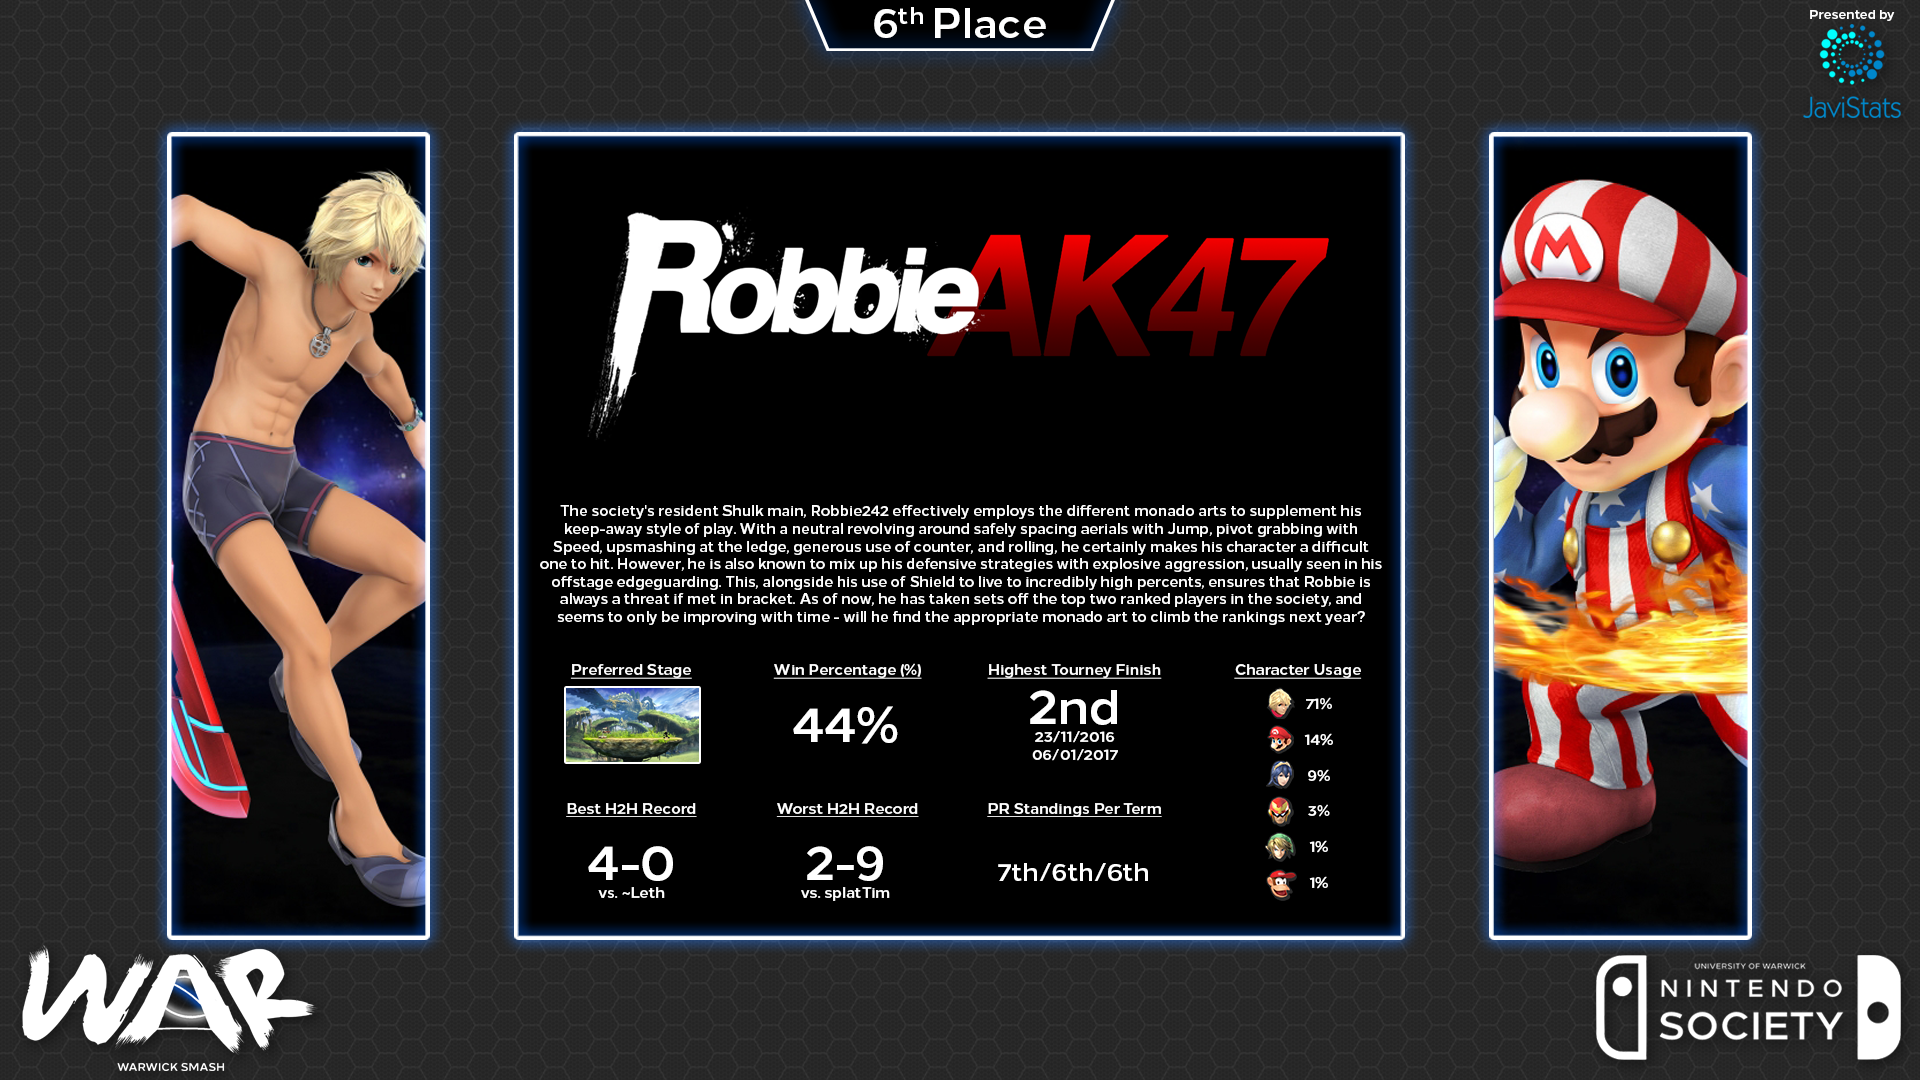 6th Place
Presented by
JaviStats
M
RobbieAK47
The society's resident Shulk main, Robbie242 effectively employs the different monado arts to supplement his
keep-away style of play. With a neutral revolving around safely spacing aerials with Jump, pivot grabbing with
Speed, upsmashing at the ledge, generous use of counter, and rolling, he certainly makes his character a difficult
one to hit. However, he is also known to mix up his defensive strategies with explosive aggression, usually seen in his
offstage edgeguarding. This, alongside his use of Shield to live to incredibly high percents, ensures that Robbie is
always a threat if met in bracket. As of now, he has taken sets off the top two ranked players in the society, and
seems to only be improving with time - will he find the appropriate monado art to climb the rankings next year?
Preferred Stage
Win Percentage (%)
44%
Highest Tourney Finish
2nd
23/11/2016
06/01/2017
Character Usage
71%
14%
9%
3%
1%
1%
Best H2H Record
4-0
vs. ~Leth
Worst H2H Record
2-9
vs. splatTim
PR Standings Per Term
7th/6th/6th
WAR
WARWICK SMASH
UNIVERSITY OF WARWICK
NINTENDO
SOCIETY